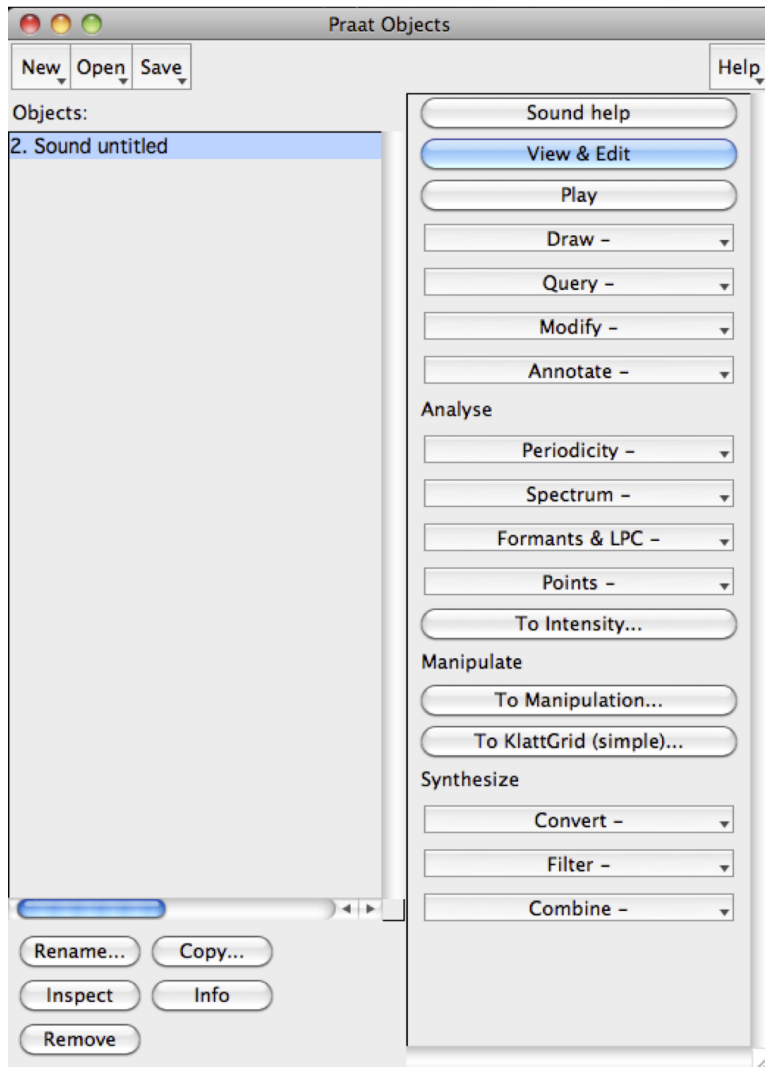 Praat Objects
New Open Save Help
Objects:
2. Sound untitled
Sound help
View & Edit
Play
Draw –
Query –
Modify –
Annotate –
Analyse
Periodicity –
Spectrum –
Formants & LPC –
Points –
To Intensity...
Manipulate
To Manipulation...
To KlattGrid (simple)...
Synthesize
Convert –
Filter –
Combine –
Rename... Copy...
Inspect Info
Remove